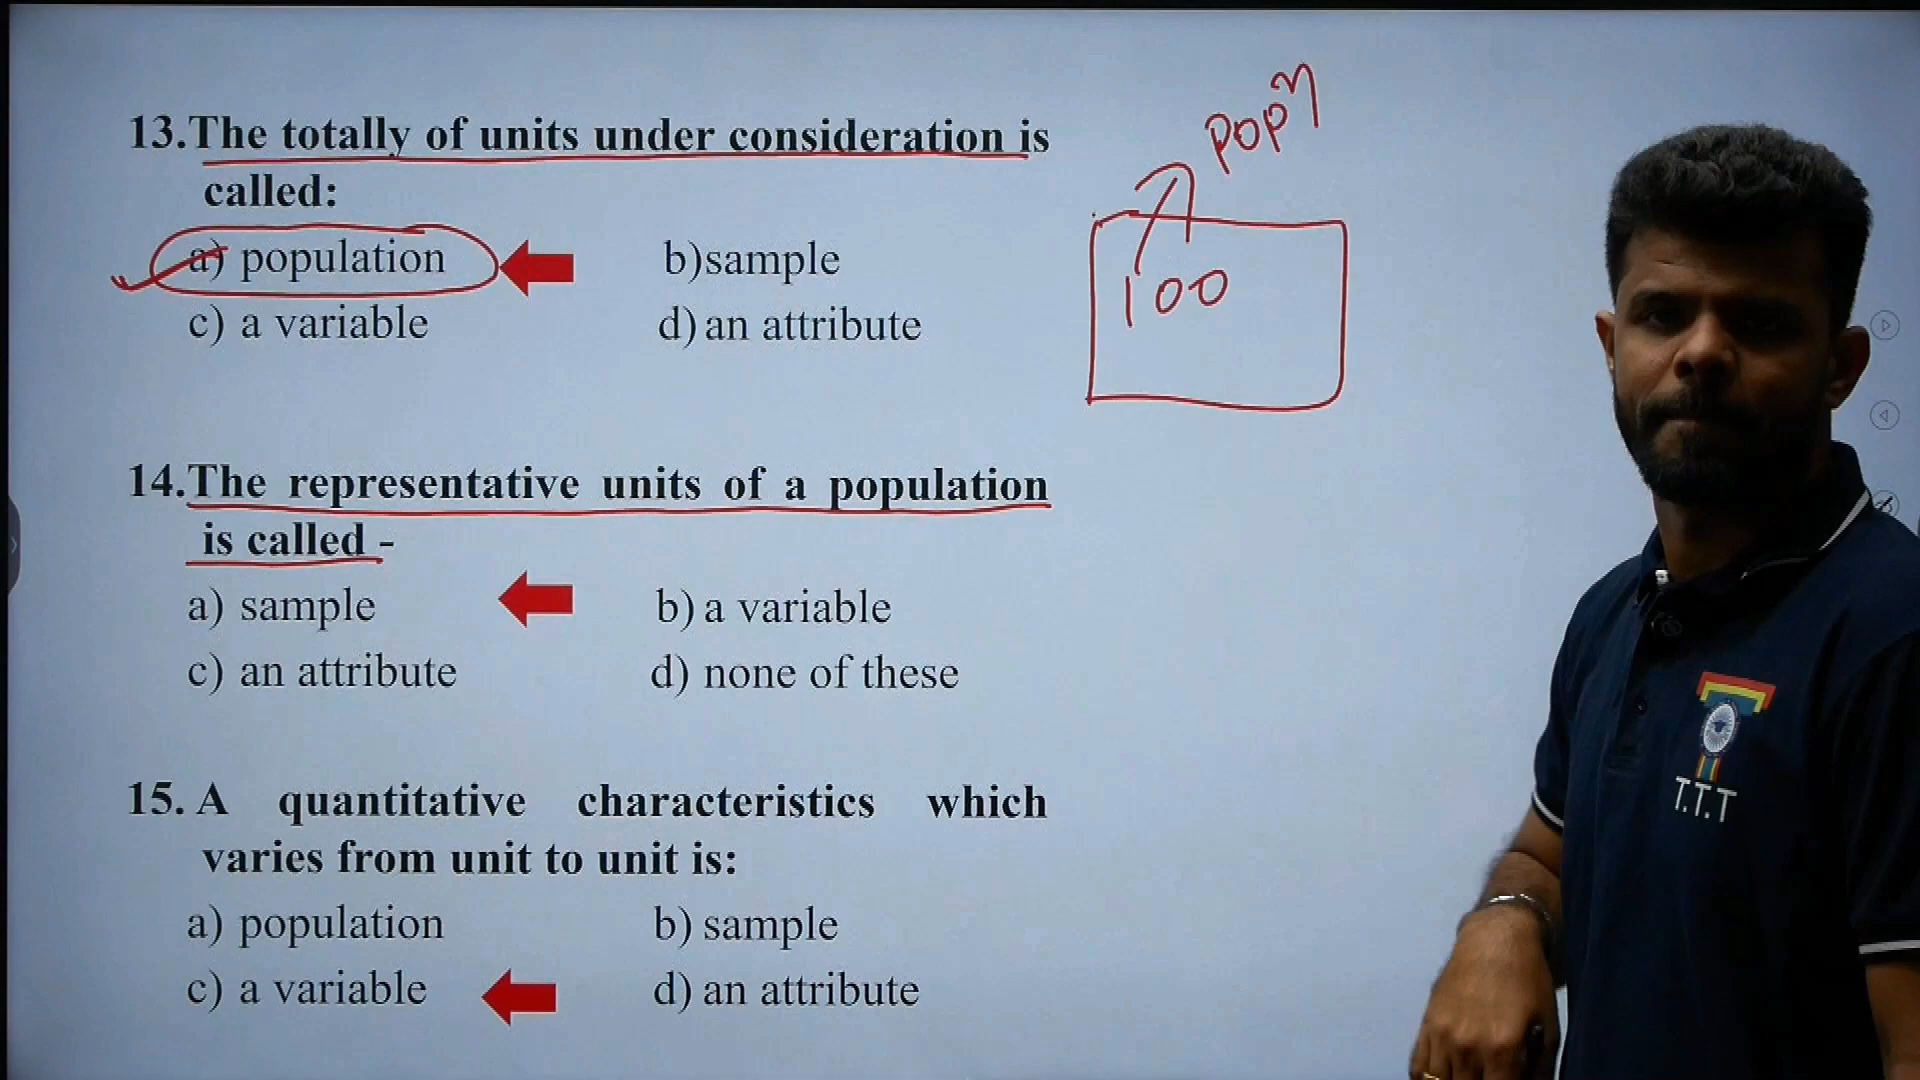 13.The totally of units under consideration is
called:
a) population
b)sample
c) a variable
d) an attribute
popⁿ
100
14.The representative units of a population
is called -
a) sample
b) a variable
c) an attribute
d) none of these
15. A quantitative characteristics which
varies from unit to unit is:
a) population
b) sample
c) a variable
d) an attribute
T.T.T